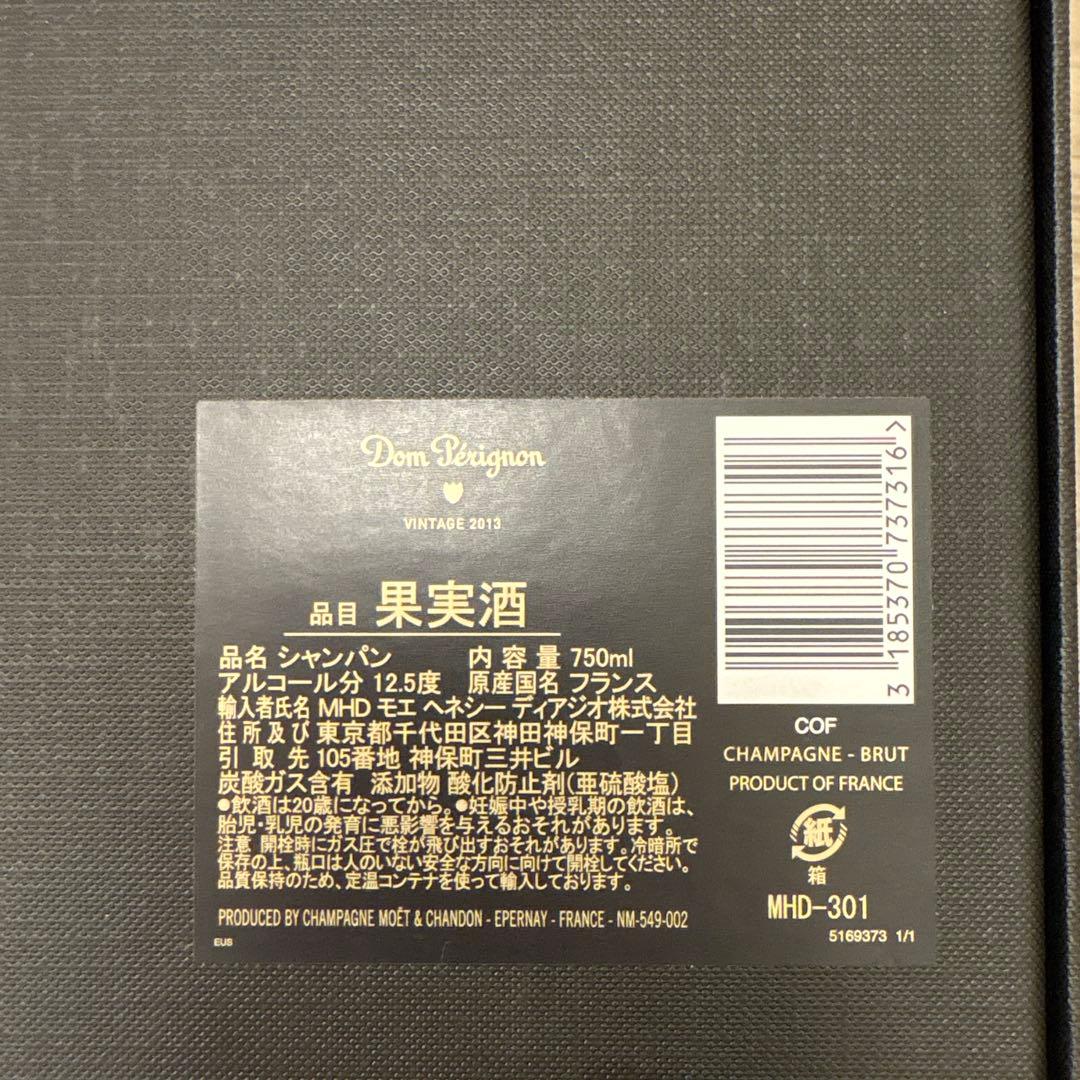 Dom Pérignon
VINTAGE 2013
品目 果実酒
品名 シャンパン 内容量 750ml
アルコール分 12.5度 原産国名 フランス
輸入者氏名 MHD モエ ヘネシー ディアジオ株式会社
住所及び 東京都千代田区神田神保町一丁目
引取先 105番地 神保町三井ビル
炭酸ガス含有 添加物 酸化防止剤(亜硫酸塩)
●飲酒は20歳になってから。●妊娠中や授乳期の飲酒は、
胎児・乳児の発育に悪影響を与えるおそれがあります。
注意 開栓時にガス圧で栓が飛び出すおそれがあります。冷暗所で
保存の上、瓶口は人のいない安全な方向に向けて開栓してください。
品質保持のため、定温コンテナを使って輸入しております。
PRODUCED BY CHAMPAGNE MOËT & CHANDON - EPERNAY - FRANCE - NM-549-002
EUS
3 185370 737316 >
COF
CHAMPAGNE - BRUT
PRODUCT OF FRANCE
紙
箱
MHD-301
5169373 1/1